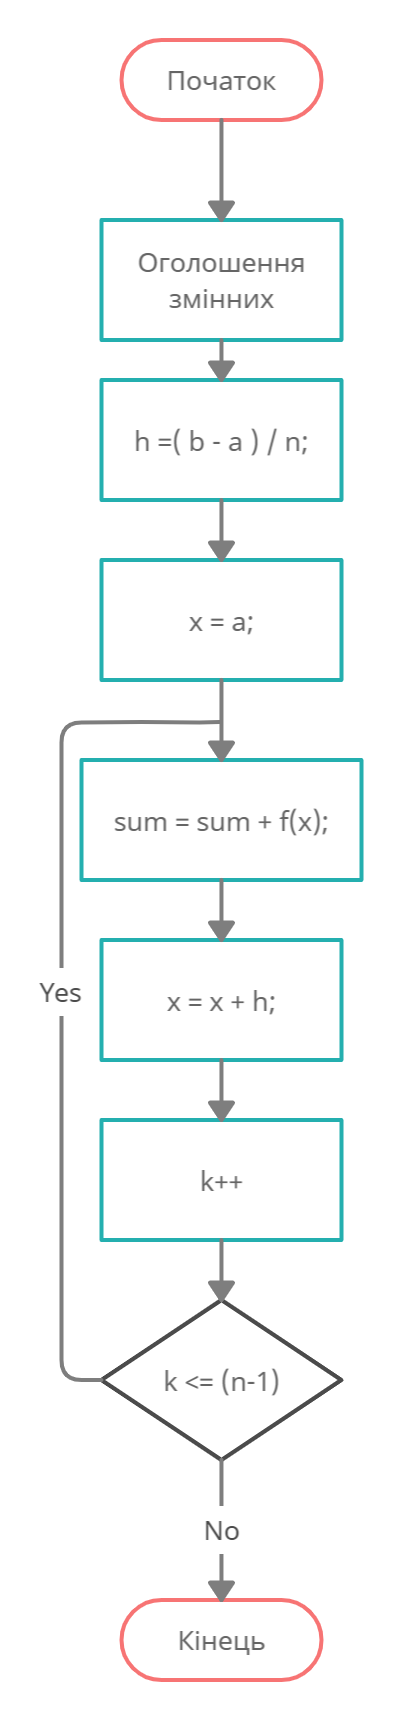 Початок
Оголошення
змінних
h =( b - a ) / n;
x = a;
sum = sum + f(x);
Yes
x = x + h;
k++
k <= (n-1)
No
Кінець